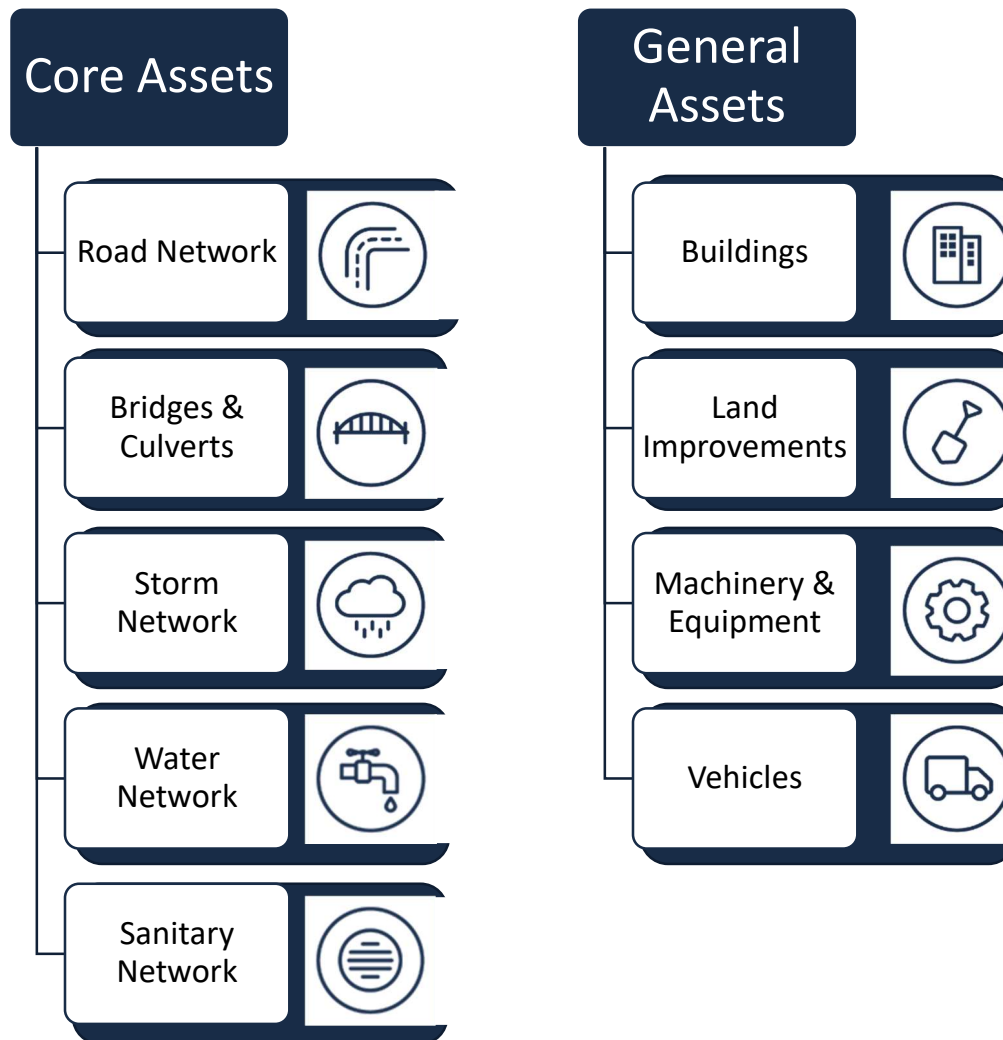 Core Assets
Road Network
Bridges &
Culverts
Storm
Network
Water
Network
Sanitary
Network
General
Assets
Buildings
Land
Improvements
Machinery &
Equipment
Vehicles